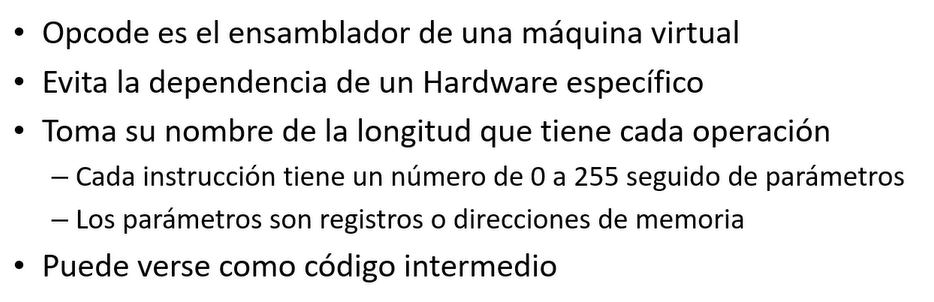 • Opcode es el ensamblador de una máquina virtual
• Evita la dependencia de un Hardware específico
• Toma su nombre de la longitud que tiene cada operación
– Cada instrucción tiene un número de 0 a 255 seguido de parámetros
– Los parámetros son registros o direcciones de memoria
• Puede verse como código intermedio